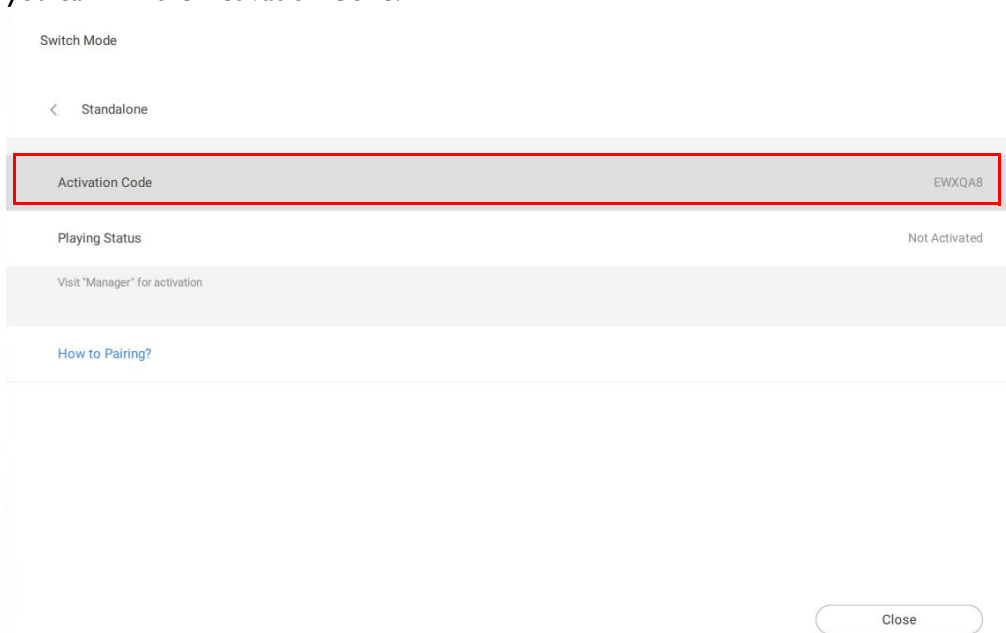 Switch Mode
< Standalone
Activation Code EWXQA8
Playing Status Not Activated
Visit "Manager" for activation
How to Pairing?
Close